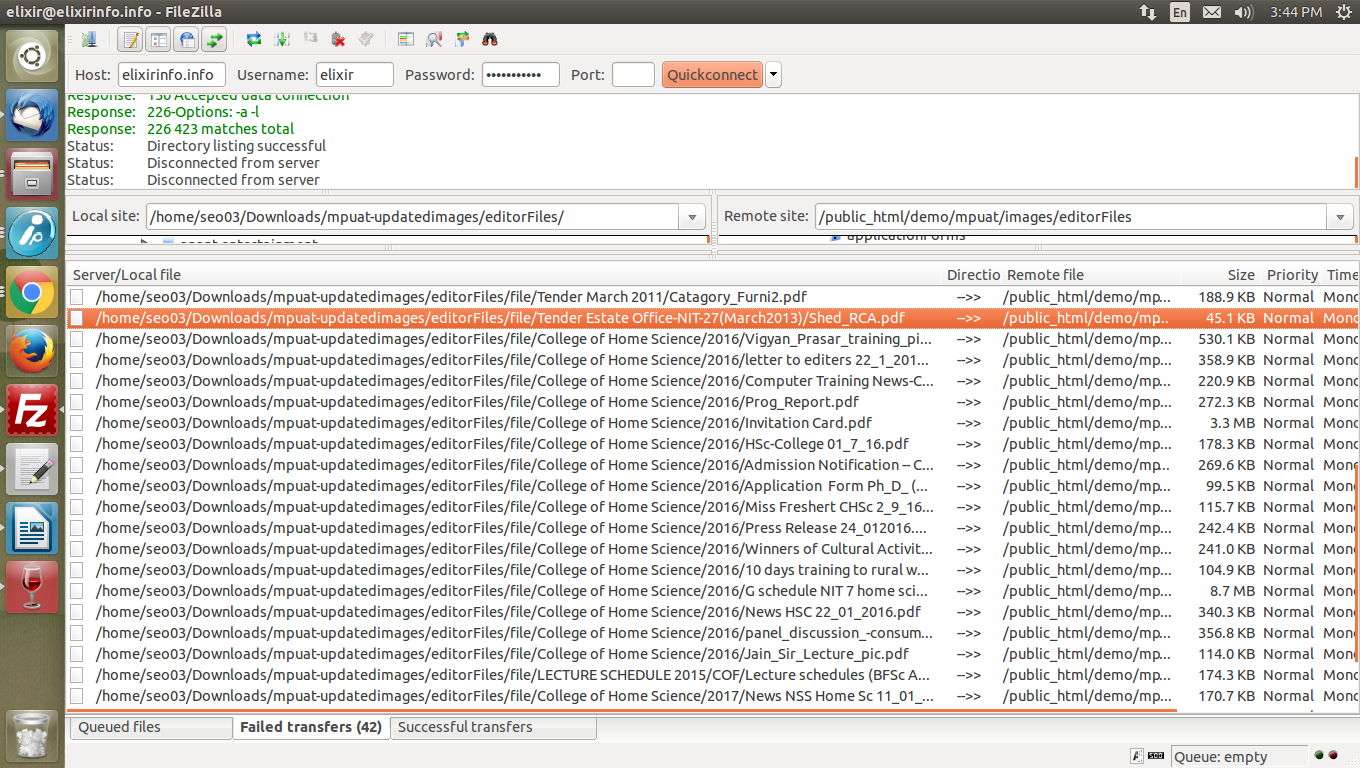 elixir@elixirinfo.info - FileZilla En 3:44 PM
Host: elixirinfo.info Username: elixir Password: ••••••••••• Port: Quickconnect
Response: 150 Accepted data connection
Response: 226-Options: -a -l
Response: 226 423 matches total
Status: Directory listing successful
Status: Disconnected from server
Status: Disconnected from server
Local site: /home/seo03/Downloads/mpuat-updatedimages/editorFiles/ Remote site: /public_html/demo/mpuat/images/editorFiles
applicationForms
Server/Local file Directio Remote file Size Priority Time
/home/seo03/Downloads/mpuat-updatedimages/editorFiles/file/Tender March 2011/Catagory_Furni2.pdf -->> /public_html/demo/mp... 188.9 KB Normal Mond
/home/seo03/Downloads/mpuat-updatedimages/editorFiles/file/Tender Estate Office-NIT-27(March2013)/Shed_RCA.pdf -->> /public_html/demo/mp... 45.1 KB Normal Mond
/home/seo03/Downloads/mpuat-updatedimages/editorFiles/file/College of Home Science/2016/Vigyan_Prasar_training_pi... -->> /public_html/demo/mp... 530.1 KB Normal Mond
/home/seo03/Downloads/mpuat-updatedimages/editorFiles/file/College of Home Science/2016/letter to editers 22_1_201... -->> /public_html/demo/mp... 358.9 KB Normal Mond
/home/seo03/Downloads/mpuat-updatedimages/editorFiles/file/College of Home Science/2016/Computer Training News-C... -->> /public_html/demo/mp... 220.9 KB Normal Mond
/home/seo03/Downloads/mpuat-updatedimages/editorFiles/file/College of Home Science/2016/Prog_Report.pdf -->> /public_html/demo/mp... 272.3 KB Normal Mond
/home/seo03/Downloads/mpuat-updatedimages/editorFiles/file/College of Home Science/2016/Invitation Card.pdf -->> /public_html/demo/mp... 3.3 MB Normal Mond
/home/seo03/Downloads/mpuat-updatedimages/editorFiles/file/College of Home Science/2016/HSc-College 01_7_16.pdf -->> /public_html/demo/mp... 178.3 KB Normal Mond
/home/seo03/Downloads/mpuat-updatedimages/editorFiles/file/College of Home Science/2016/Admission Notification -- C... -->> /public_html/demo/mp... 269.6 KB Normal Mond
/home/seo03/Downloads/mpuat-updatedimages/editorFiles/file/College of Home Science/2016/Application Form Ph_D_ (... -->> /public_html/demo/mp... 99.5 KB Normal Mond
/home/seo03/Downloads/mpuat-updatedimages/editorFiles/file/College of Home Science/2016/Miss Freshert CHSc 2_9_16... -->> /public_html/demo/mp... 115.7 KB Normal Mond
/home/seo03/Downloads/mpuat-updatedimages/editorFiles/file/College of Home Science/2016/Press Release 24_012016.... -->> /public_html/demo/mp... 242.4 KB Normal Mond
/home/seo03/Downloads/mpuat-updatedimages/editorFiles/file/College of Home Science/2016/Winners of Cultural Activit... -->> /public_html/demo/mp... 241.0 KB Normal Mond
/home/seo03/Downloads/mpuat-updatedimages/editorFiles/file/College of Home Science/2016/10 days training to rural w... -->> /public_html/demo/mp... 104.9 KB Normal Mond
/home/seo03/Downloads/mpuat-updatedimages/editorFiles/file/College of Home Science/2016/G schedule NIT 7 home sci... -->> /public_html/demo/mp... 8.7 MB Normal Mond
/home/seo03/Downloads/mpuat-updatedimages/editorFiles/file/College of Home Science/2016/News HSC 22_01_2016.pdf -->> /public_html/demo/mp... 340.3 KB Normal Mond
/home/seo03/Downloads/mpuat-updatedimages/editorFiles/file/College of Home Science/2016/panel_discussion_-consum... -->> /public_html/demo/mp... 356.8 KB Normal Mond
/home/seo03/Downloads/mpuat-updatedimages/editorFiles/file/College of Home Science/2016/Jain_Sir_Lecture_pic.pdf -->> /public_html/demo/mp... 114.0 KB Normal Mond
/home/seo03/Downloads/mpuat-updatedimages/editorFiles/file/LECTURE SCHEDULE 2015/COF/Lecture schedules (BFSc A... -->> /public_html/demo/mp... 174.3 KB Normal Mond
/home/seo03/Downloads/mpuat-updatedimages/editorFiles/file/College of Home Science/2017/News NSS Home Sc 11_01_... -->> /public_html/demo/mp... 170.7 KB Normal Mond
Queued files Failed transfers (42) Successful transfers
Queue: empty